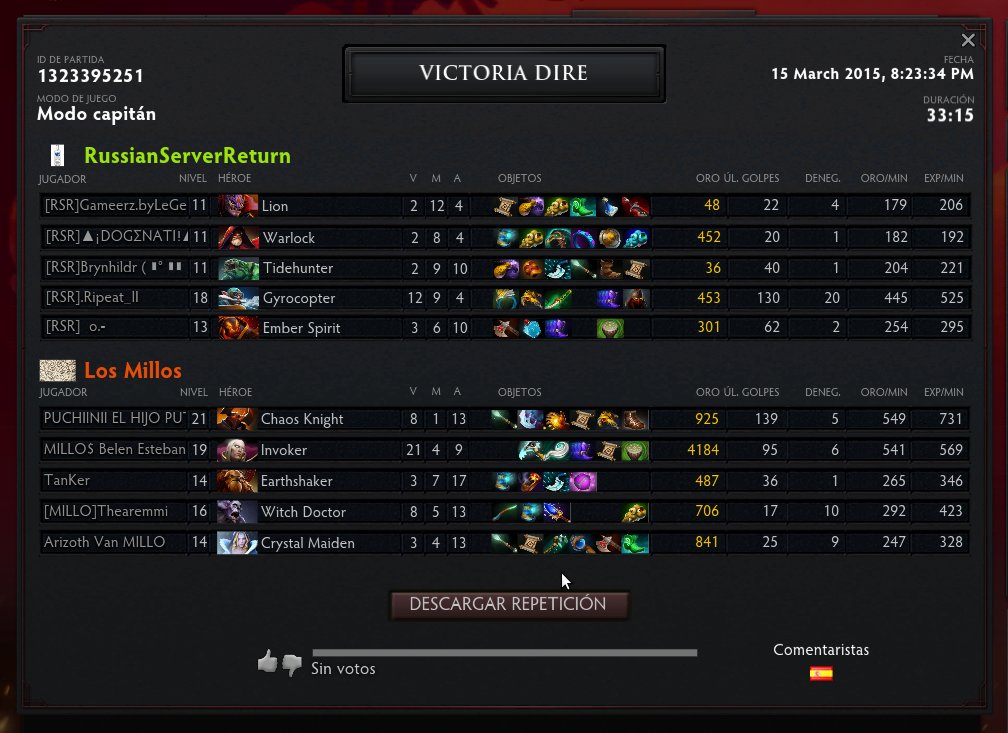 ID DE PARTIDA
1323395251
MODO DE JUEGO
Modo capitán
VICTORIA DIRE
FECHA
15 March 2015, 8:23:34 PM
DURACIÓN
33:15
RussianServerReturn
JUGADOR NIVEL HÉROE V M A OBJETOS ORO ÚL. GOLPES DENEG. ORO/MIN EXP/MIN
[RSR]Gameerz.byLeGe 11 Lion 2 12 4 48 22 4 179 206
[RSR]▲¡DOGΣNATI!▲ 11 Warlock 2 8 4 452 20 1 182 192
[RSR]Brynhildr ( 11 Tidehunter 2 9 10 36 40 1 204 221
[RSR].Ripeat_II 18 Gyrocopter 12 9 4 453 130 20 445 525
[RSR] o.- 13 Ember Spirit 3 6 10 301 62 2 254 295
Los Millos
JUGADOR NIVEL HÉROE V M A OBJETOS ORO ÚL. GOLPES DENEG. ORO/MIN EXP/MIN
PUCHIINII EL HIJO PUT 21 Chaos Knight 8 1 13 925 139 5 549 731
MILLOS Belen Esteban 19 Invoker 21 4 9 4184 95 6 541 569
TanKer 14 Earthshaker 3 7 17 487 36 1 265 346
[MILLO]Thearemmi 16 Witch Doctor 8 5 13 706 17 10 292 423
Arizoth Van MILLO 14 Crystal Maiden 3 4 13 841 25 9 247 328
DESCARGAR REPETICIÓN
Sin votos
Comentaristas